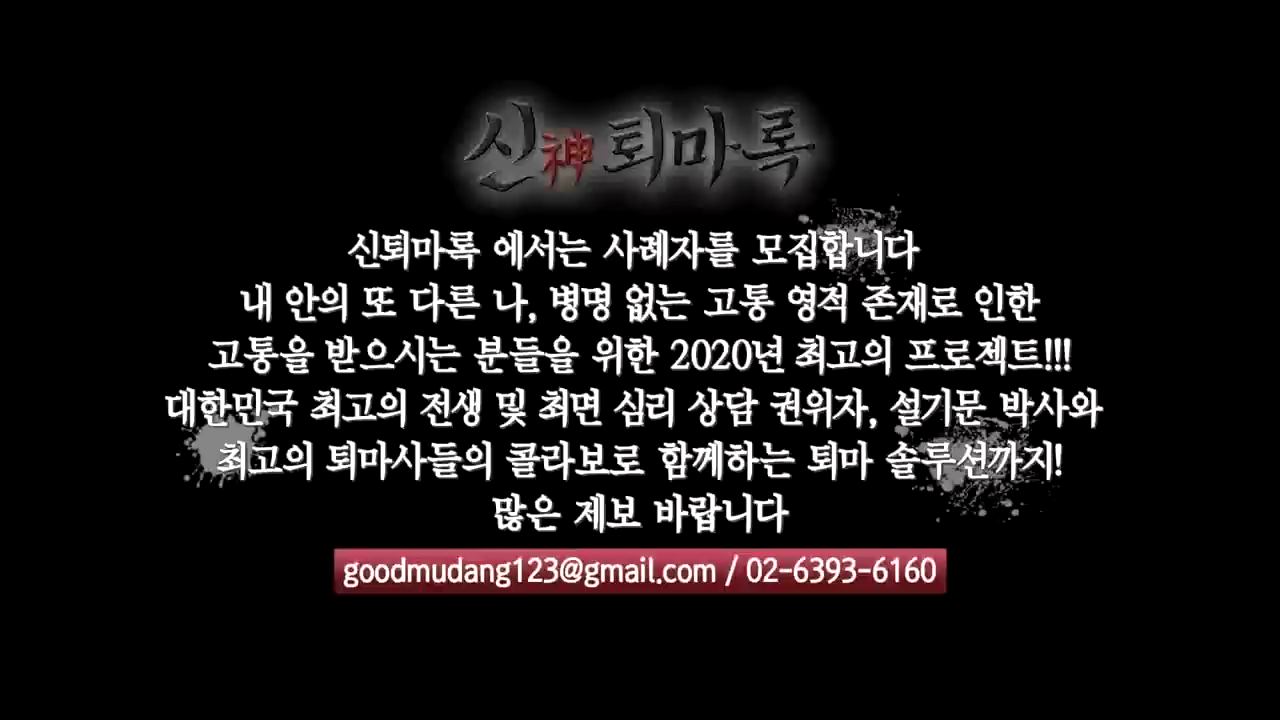 신神퇴마록
신퇴마록 에서는 사례자를 모집합니다
내 안의 또 다른 나, 병명 없는 고통 영적 존재로 인한
고통을 받으시는 분들을 위한 2020년 최고의 프로젝트!!!
대한민국 최고의 전생 및 최면 심리 상담 권위자, 설기문 박사와
최고의 퇴마사들의 콜라보로 함께하는 퇴마 솔루션까지!
많은 제보 바랍니다
goodmudang123@gmail.com / 02-6393-6160